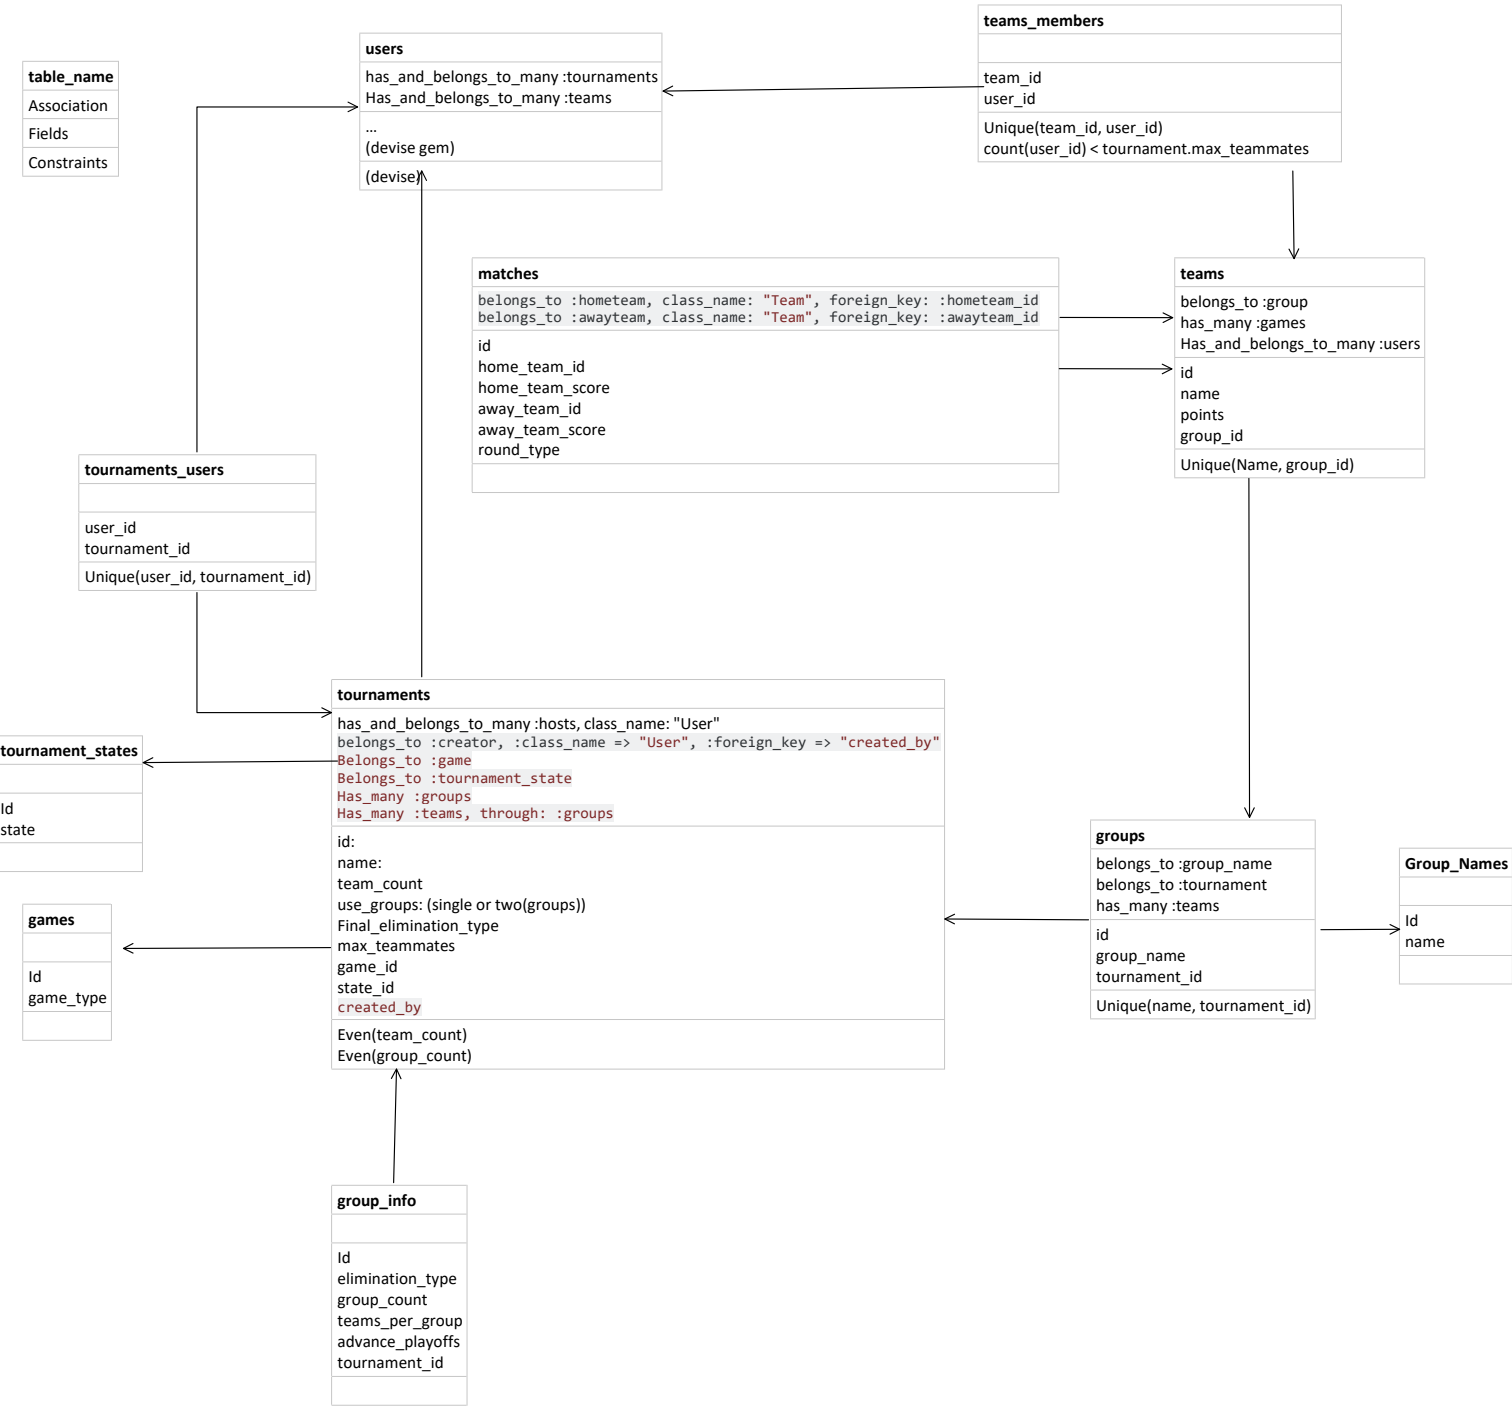 teams_members
team_id
user_id
Unique(team_id, user_id)
count(user_id) < tournament.max_teammates
users
has_and_belongs_to_many :tournaments
Has_and_belongs_to_many :teams
...
(devise gem)
(devise)
table_name
Association
Fields
Constraints
matches
belongs_to :hometeam, class_name: "Team", foreign_key: :hometeam_id
belongs_to :awayteam, class_name: "Team", foreign_key: :awayteam_id
id
home_team_id
home_team_score
away_team_id
away_team_score
round_type
teams
belongs_to :group
has_many :games
Has_and_belongs_to_many :users
id
name
points
group_id
Unique(Name, group_id)
tournaments_users
user_id
tournament_id
Unique(user_id, tournament_id)
tournaments
has_and_belongs_to_many :hosts, class_name: "User"
belongs_to :creator, :class_name => "User", :foreign_key => "created_by"
Belongs_to :game
Belongs_to :tournament_state
Has_many :groups
Has_many :teams, through: :groups
id:
name:
team_count
use_groups: (single or two(groups))
Final_elimination_type
max_teammates
game_id
state_id
created_by
Even(team_count)
Even(group_count)
tournament_states
Id
state
games
Id
game_type
groups
belongs_to :group_name
belongs_to :tournament
has_many :teams
id
group_name
tournament_id
Unique(name, tournament_id)
Group_Names
Id
name
group_info
Id
elimination_type
group_count
teams_per_group
advance_playoffs
tournament_id